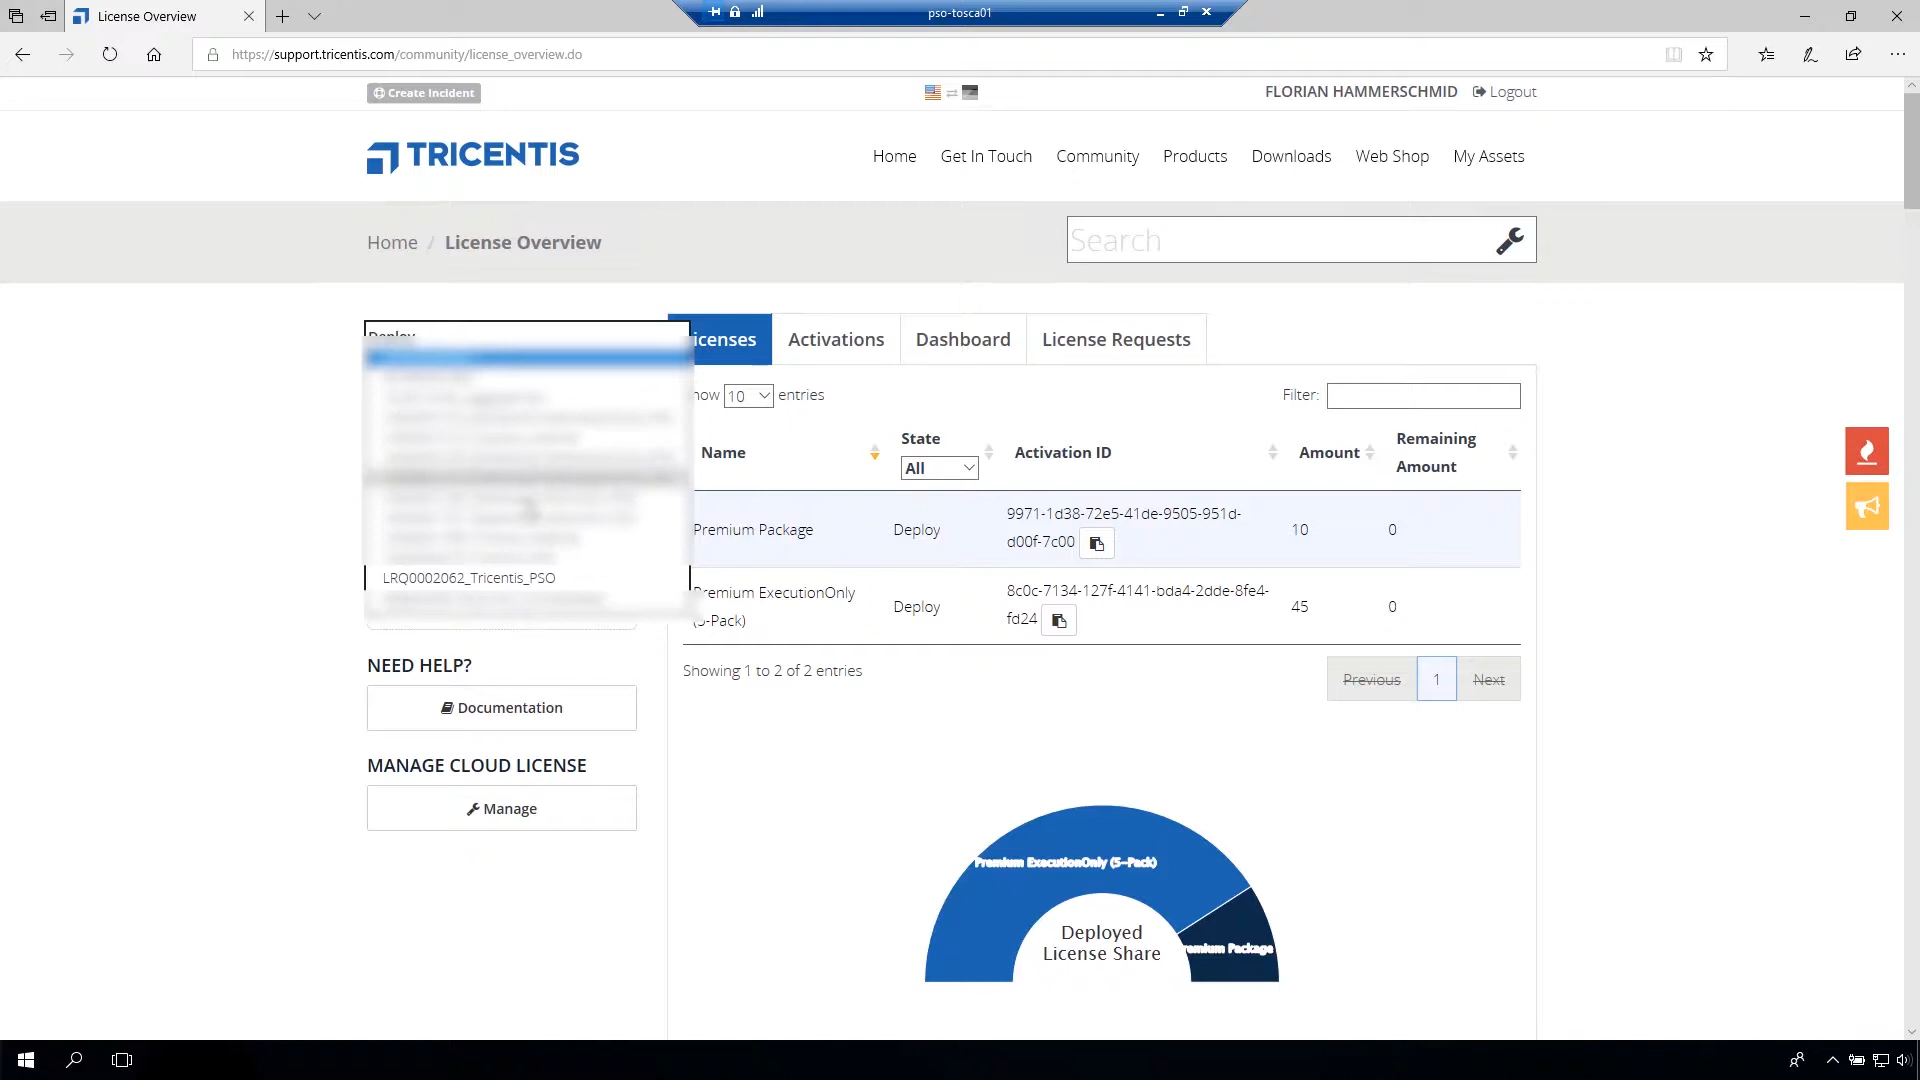 License Overview
pso-tosca01
https://support.tricentis.com/community/license_overview.do
Create Incident
FLORIAN HAMMERSCHMID
Logout
TRICENTIS
Home
Get In Touch
Community
Products
Downloads
Web Shop
My Assets
Home / License Overview
Search
Deploy
icenses
Activations
Dashboard
License Requests
how 10 entries
Filter:
Name
State
All
Activation ID
Amount
Remaining
Amount
Premium Package
Deploy
9971-1d38-72e5-41de-9505-951d-
d00f-7c00
10
0
Premium ExecutionOnly
(5-Pack)
Deploy
8c0c-7134-127f-4141-bda4-2dde-8fe4-
fd24
45
0
LRQ0002062_Tricentis_PSO
Showing 1 to 2 of 2 entries
Previous
1
Next
NEED HELP?
Documentation
MANAGE CLOUD LICENSE
Manage
Premium ExecutionOnly (5-Pack)
Deployed
License Share
remium Package